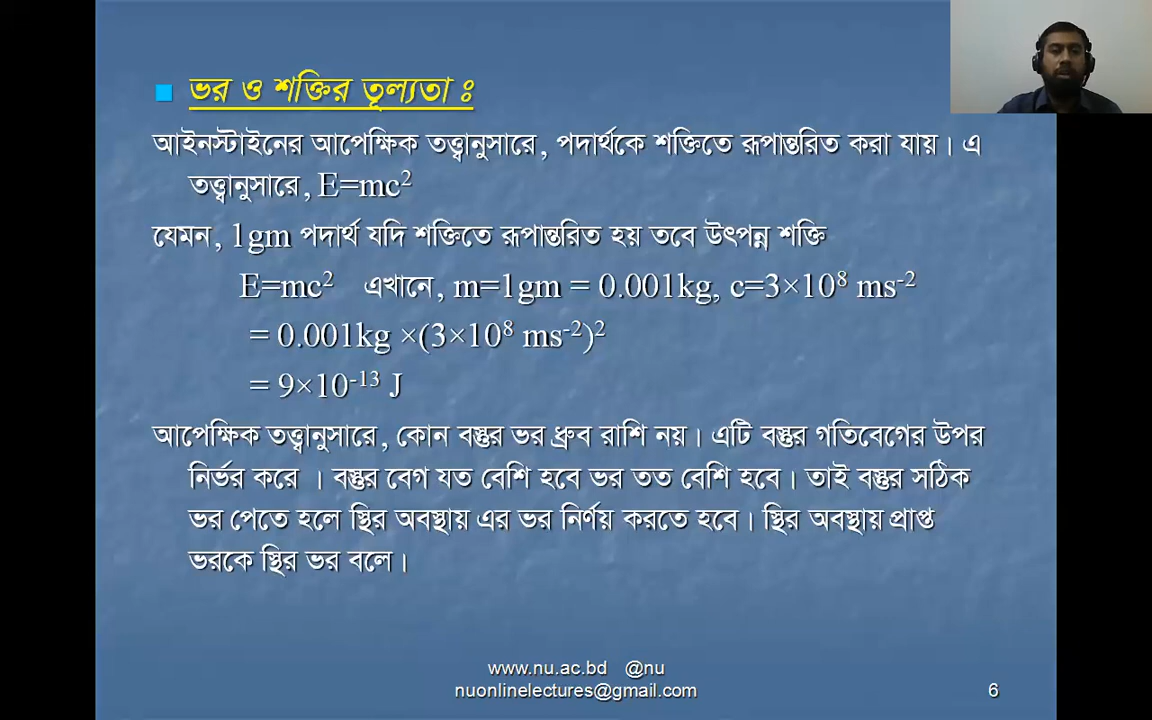 ভর ও শক্তির তূল্যতা ঃ
আইনস্টাইনের আপেক্ষিক তত্ত্বানুসারে, পদার্থকে শক্তিতে রূপান্তরিত করা যায়। এ
তত্ত্বানুসারে, E=mc²
যেমন, 1gm পদার্থ যদি শক্তিতে রূপান্তরিত হয় তবে উৎপন্ন শক্তি
E=mc² এখানে, m=1gm = 0.001kg, c=3×10⁸ ms⁻²
= 0.001kg ×(3×10⁸ ms⁻²)²
= 9×10⁻¹³ J
আপেক্ষিক তত্ত্বানুসারে, কোন বস্তুর ভর ধ্রুব রাশি নয়। এটি বস্তুর গতিবেগের উপর
নির্ভর করে । বস্তুর বেগ যত বেশি হবে ভর তত বেশি হবে। তাই বস্তুর সঠিক
ভর পেতে হলে স্থির অবস্থায় এর ভর নির্ণয় করতে হবে। স্থির অবস্থায় প্রাপ্ত
ভরকে স্থির ভর বলে।
www.nu.ac.bd @nu
nuonlinelectures@gmail.com
6